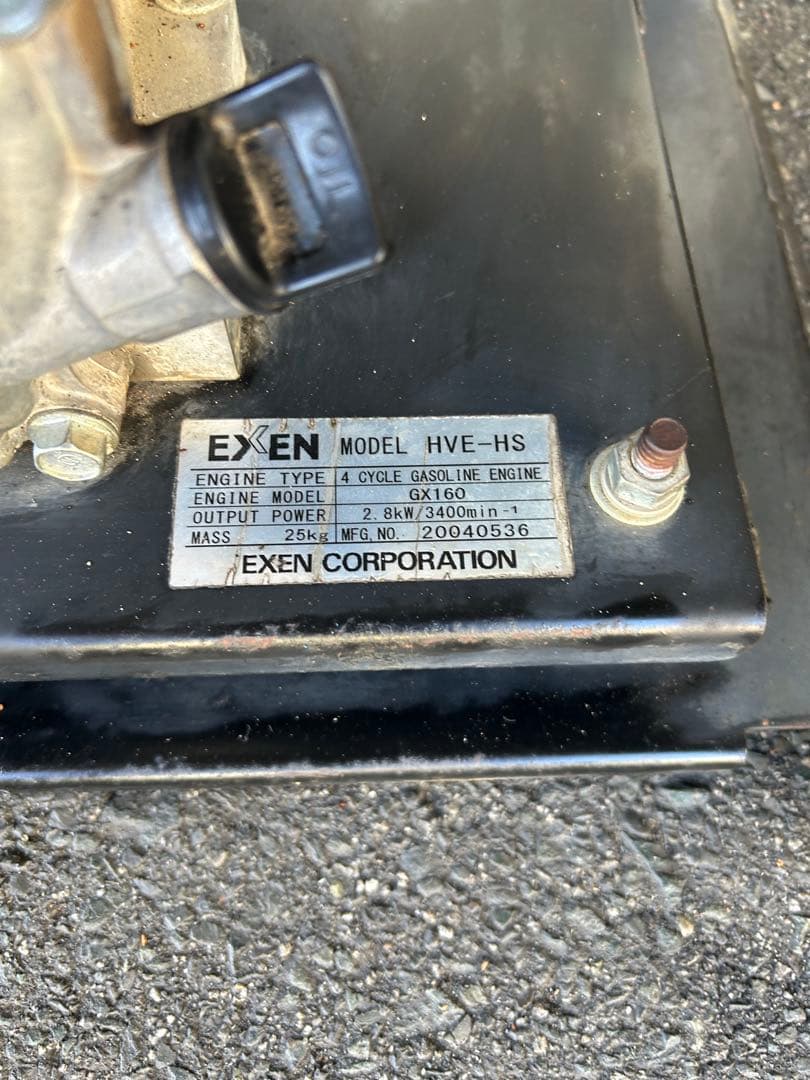 OIL
EXEN MODEL HVE-HS
ENGINE TYPE 4 CYCLE GASOLINE ENGINE
ENGINE MODEL GX160
OUTPUT POWER 2.8kW/3400min⁻¹
MASS 25kg MFG. NO. 20040536
EXEN CORPORATION